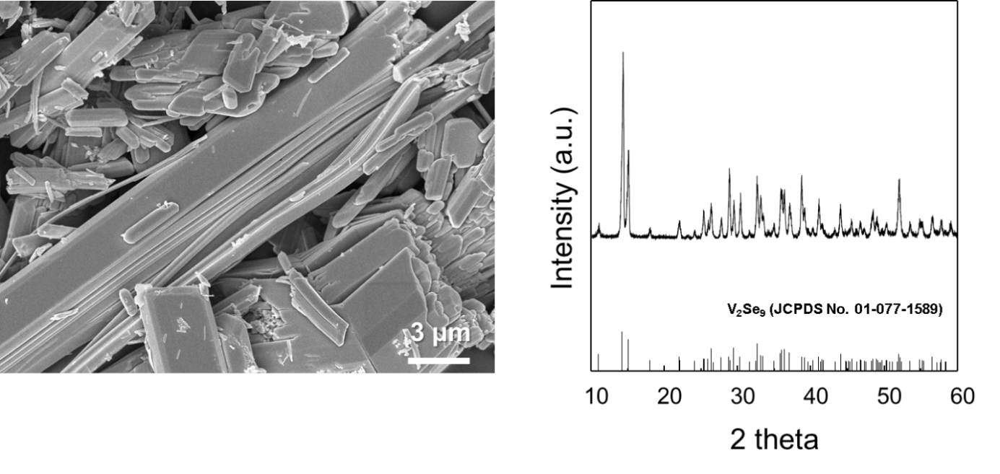 3 μm
Intensity (a.u.)
V₂Se₉ (JCPDS No. 01-077-1589)
10 20 30 40 50 60
2 theta